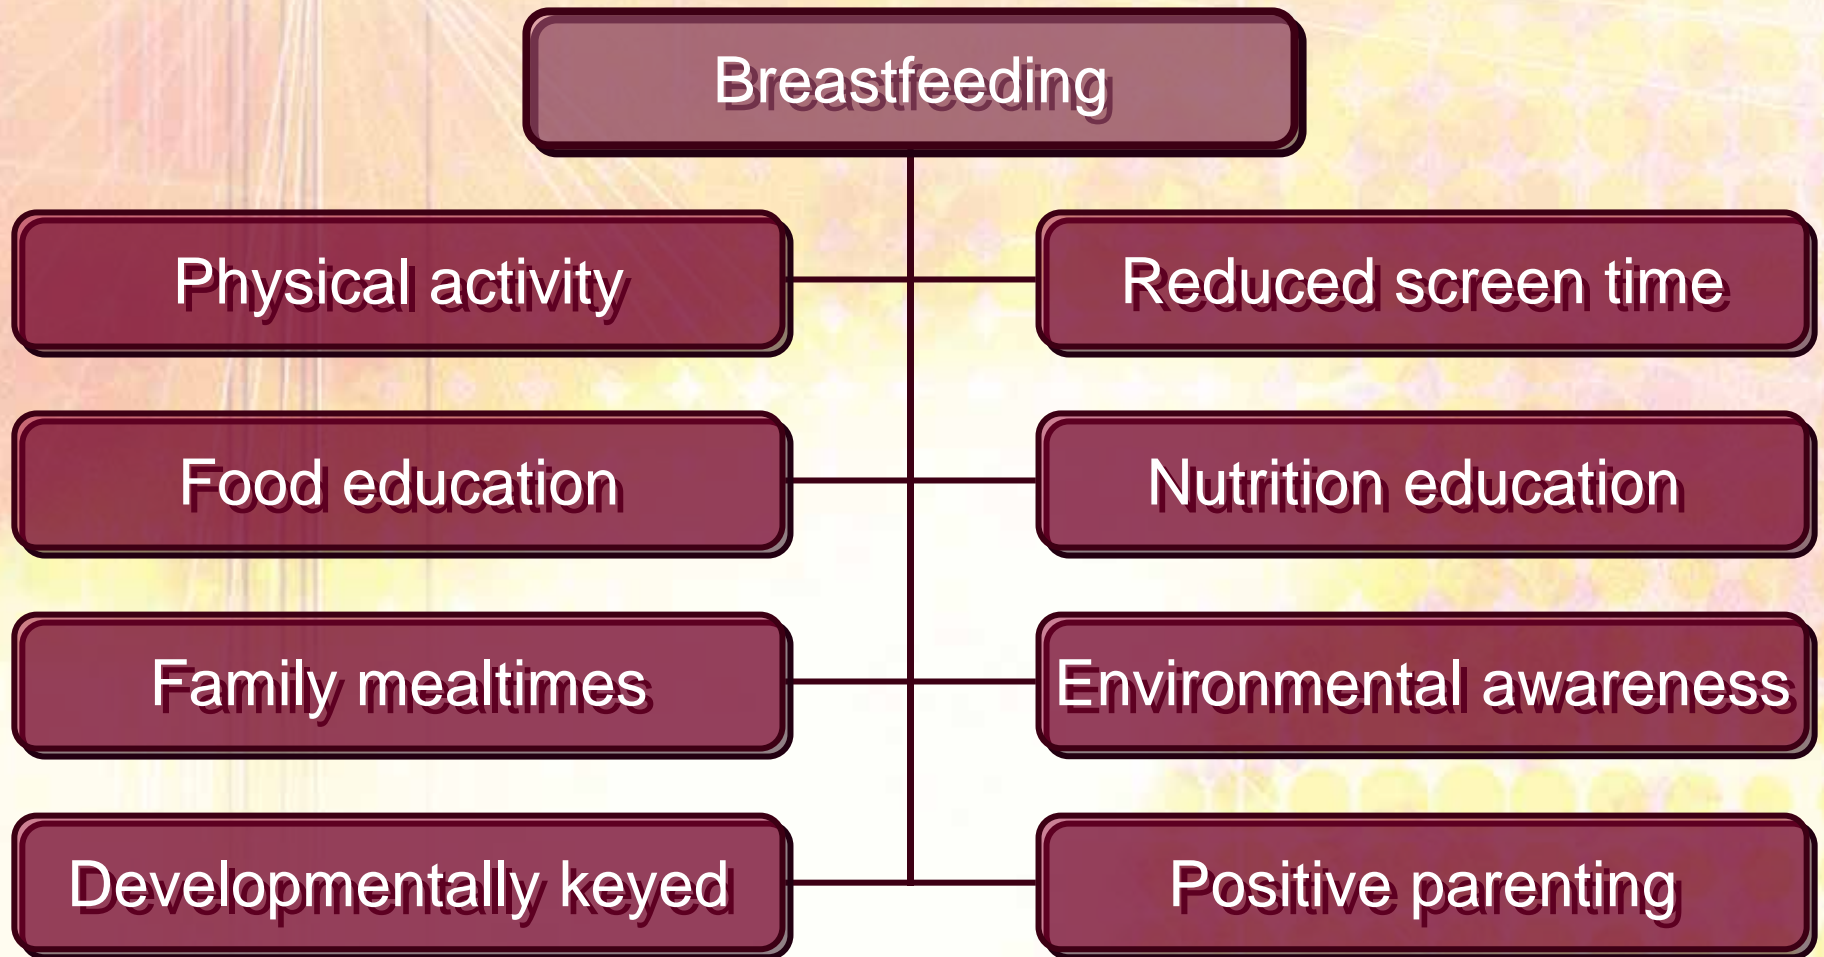 Breastfeeding
Physical activity
Reduced screen time
Food education
Nutrition education
Family mealtimes
Environmental awareness
Developmentally keyed
Positive parenting